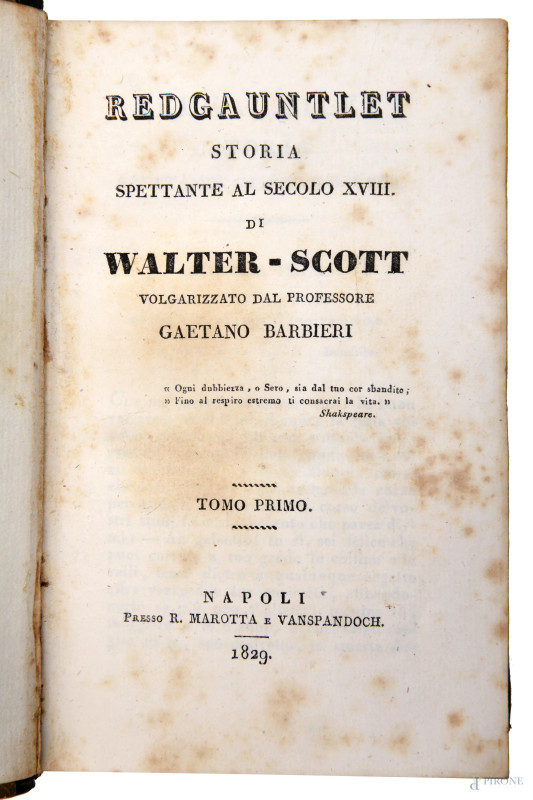 REDGAUNTLET
STORIA
SPETTANTE AL SECOLO XVIII.
DI
WALTER-SCOTT
VOLGARIZZATO DAL PROFESSORE
GAETANO BARBIERI
« Ogni dubbiezza, o Sero, sia dal tuo cor sbandito;
» Fino al respiro estremo ti consacrai la vita. »
Shakspeare.
TOMO PRIMO.
NAPOLI
PRESSO R. MAROTTA E VANSPANDOCH.
1829.
d PIRONE